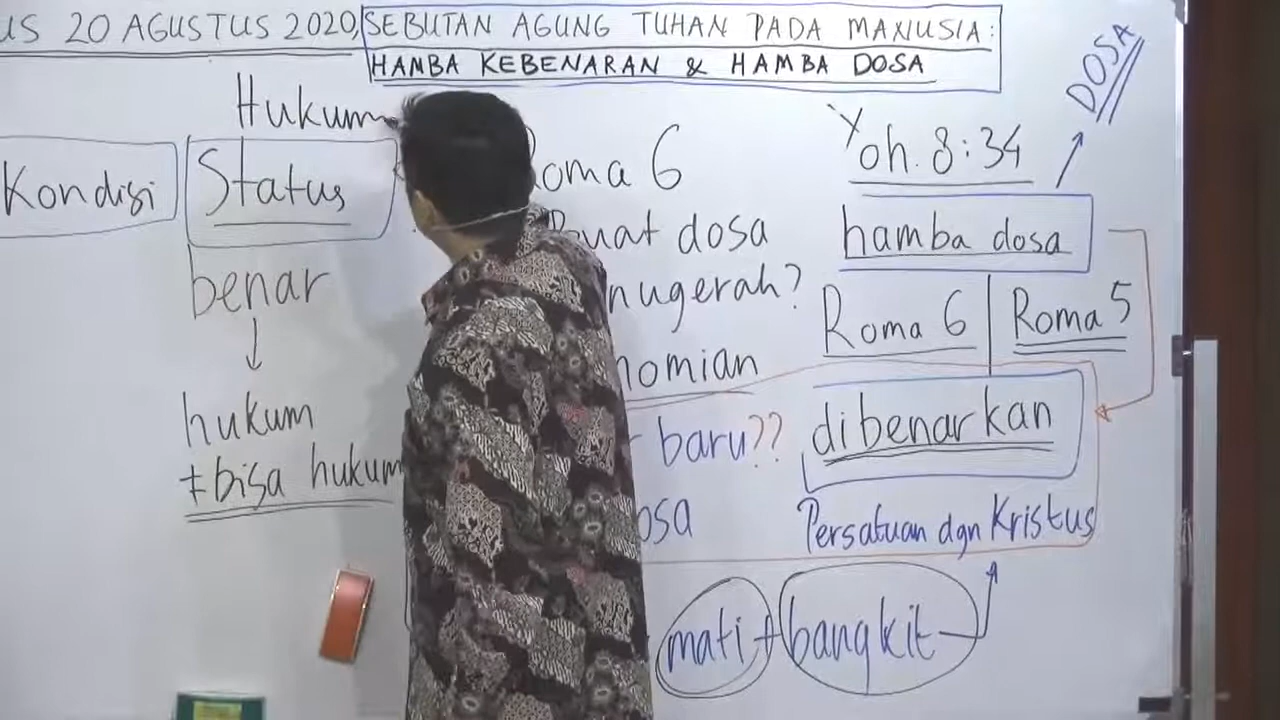 US 20 AGUSTUS 2020,
SEBUTAN AGUNG TUHAN PADA MANUSIA:
HAMBA KEBENARAN & HAMBA DOSA
Hukum
Kondisi
Status
benar
↓
hukum
≠bisa hukum
Roma 6
Buat dosa
nugerah?
nomian
baru??
osa
mati + bangkit
Yoh. 8:34
DOSA
hamba dosa
Roma 6
Roma 5
dibenarkan
Persatuan dgn Kristus